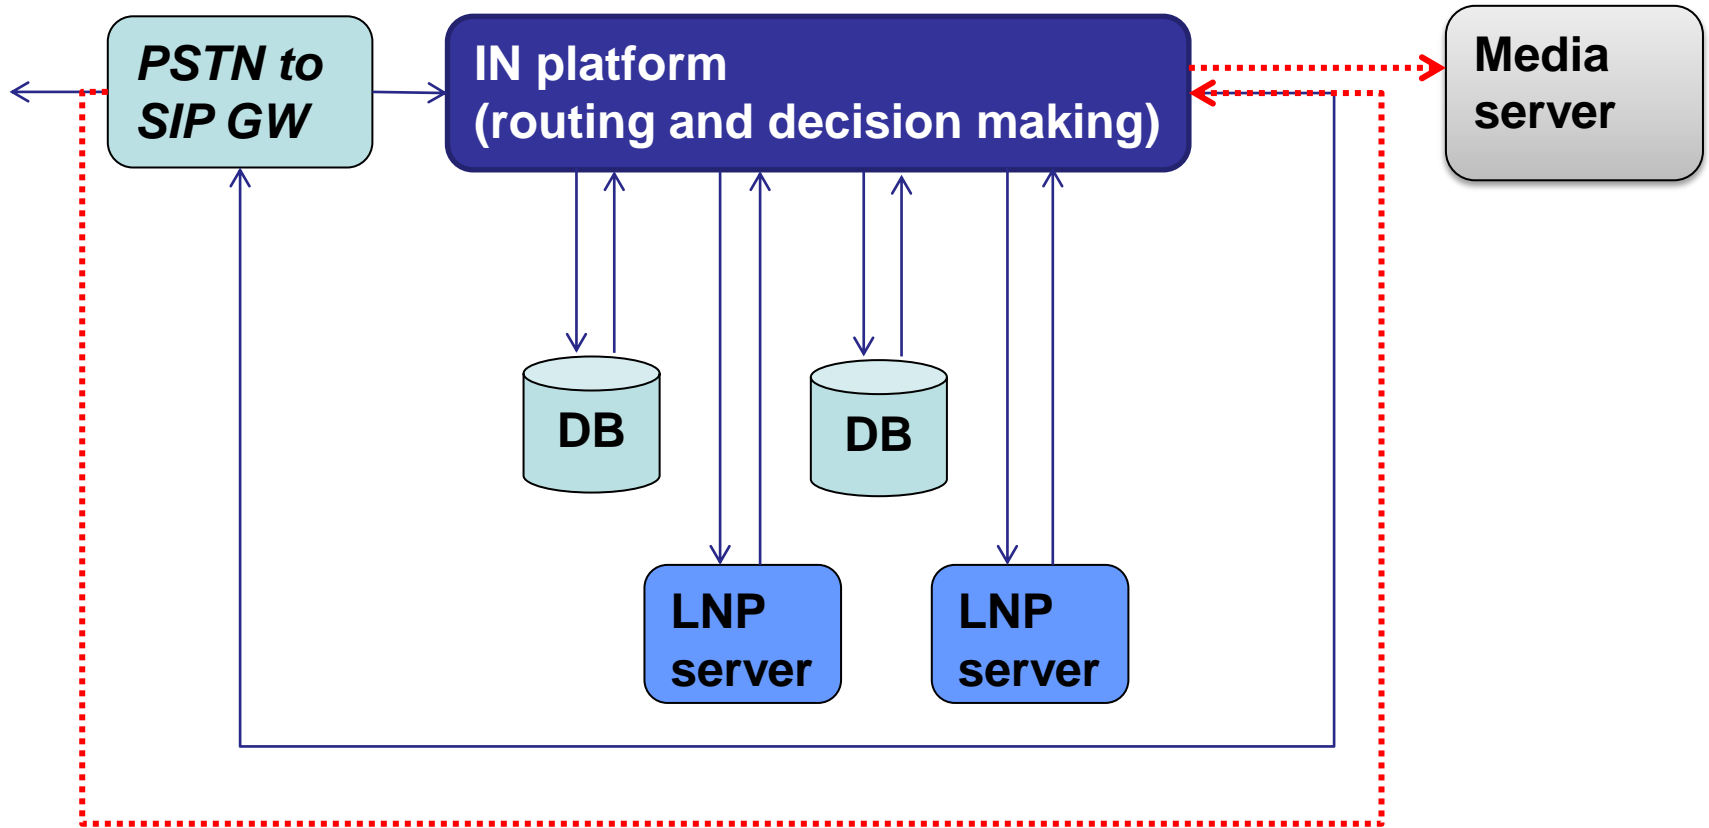 PSTN to
SIP GW
IN platform
(routing and decision making)
Media
server
DB
DB
LNP
server
LNP
server